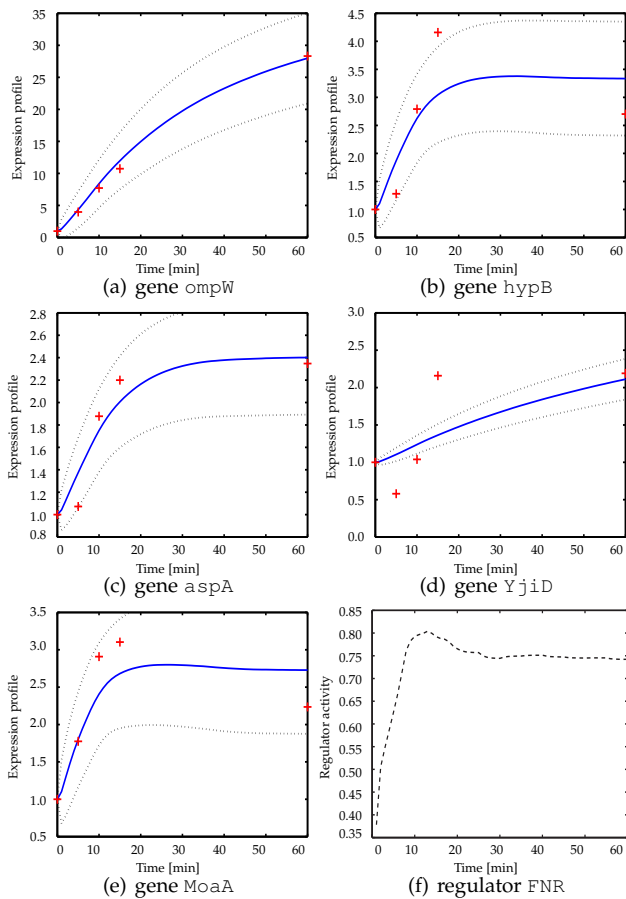 35
30
25
20
15
10
5
0
Expression profile
0 10 20 30 40 50 60
Time [min]
(a) gene ompW
4.5
4.0
3.5
3.0
2.5
2.0
1.5
1.0
0.5
Expression profile
0 10 20 30 40 50 60
Time [min]
(b) gene hypB
2.8
2.6
2.4
2.2
2.0
1.8
1.6
1.4
1.2
1.0
0.8
Expression profile
0 10 20 30 40 50 60
Time [min]
(c) gene aspA
3.0
2.5
2.0
1.5
1.0
0.5
0.0
Expression profile
0 10 20 30 40 50 60
Time [min]
(d) gene YjiD
3.5
3.0
2.5
2.0
1.5
1.0
0.5
Expression profile
0 10 20 30 40 50 60
Time [min]
(e) gene MoaA
0.85
0.80
0.75
0.70
0.65
0.60
0.55
0.50
0.45
0.40
0.35
Regulator activity
0 10 20 30 40 50 60
Time [min]
(f) regulator FNR